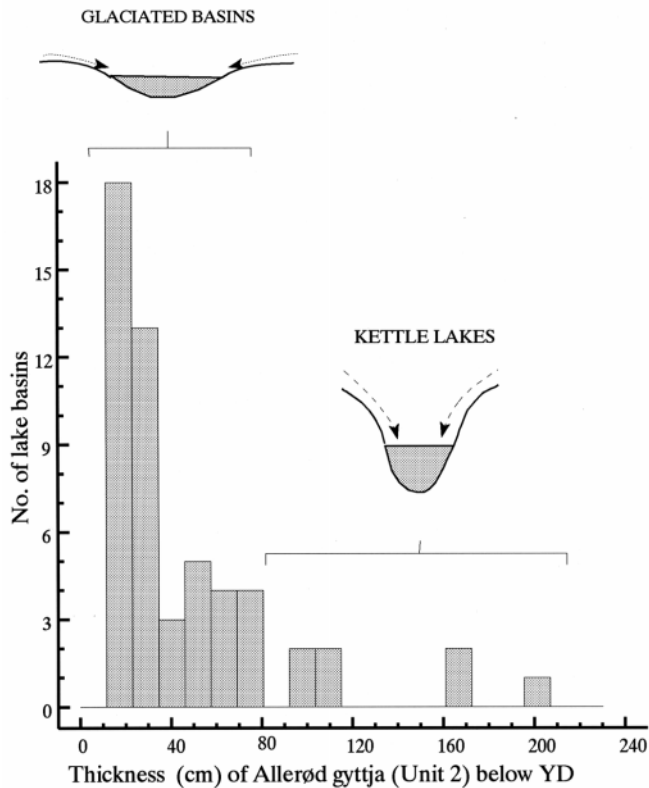 GLACIATED BASINS
18
15
12
9
6
3
0
No. of lake basins
KETTLE LAKES
0 40 80 120 160 200 240
Thickness (cm) of Allerød gyttja (Unit 2) below YD